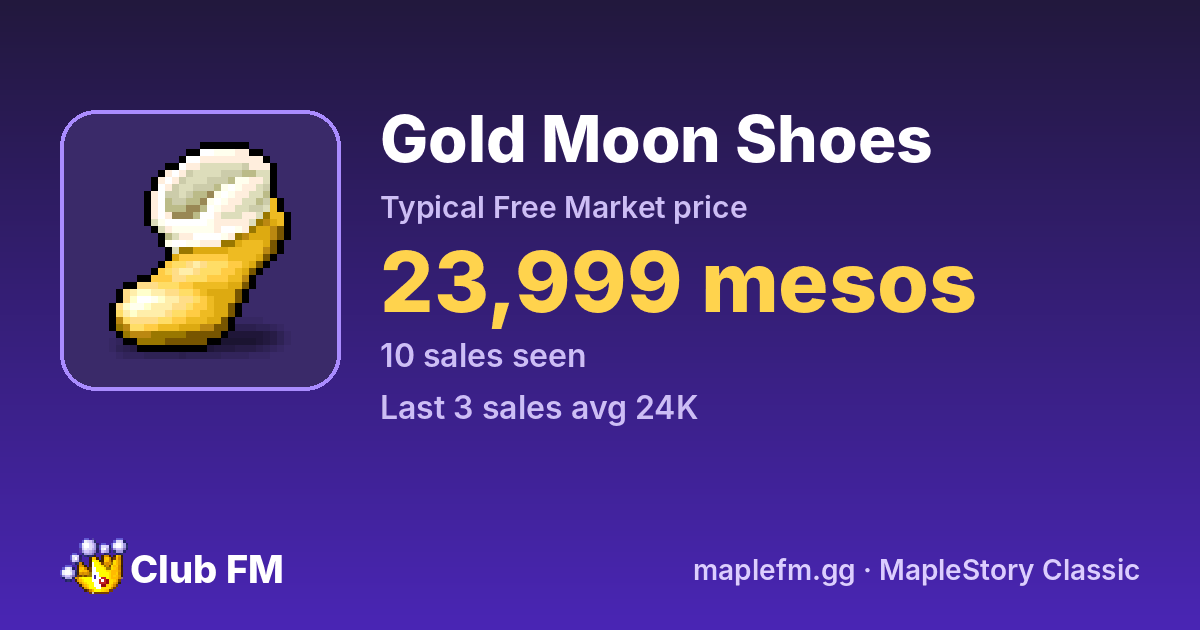 Gold Moon Shoes
Typical Free Market price
23,999 mesos
10 sales seen
Last 3 sales avg 24K
Club FM
maplefm.gg · MapleStory Classic